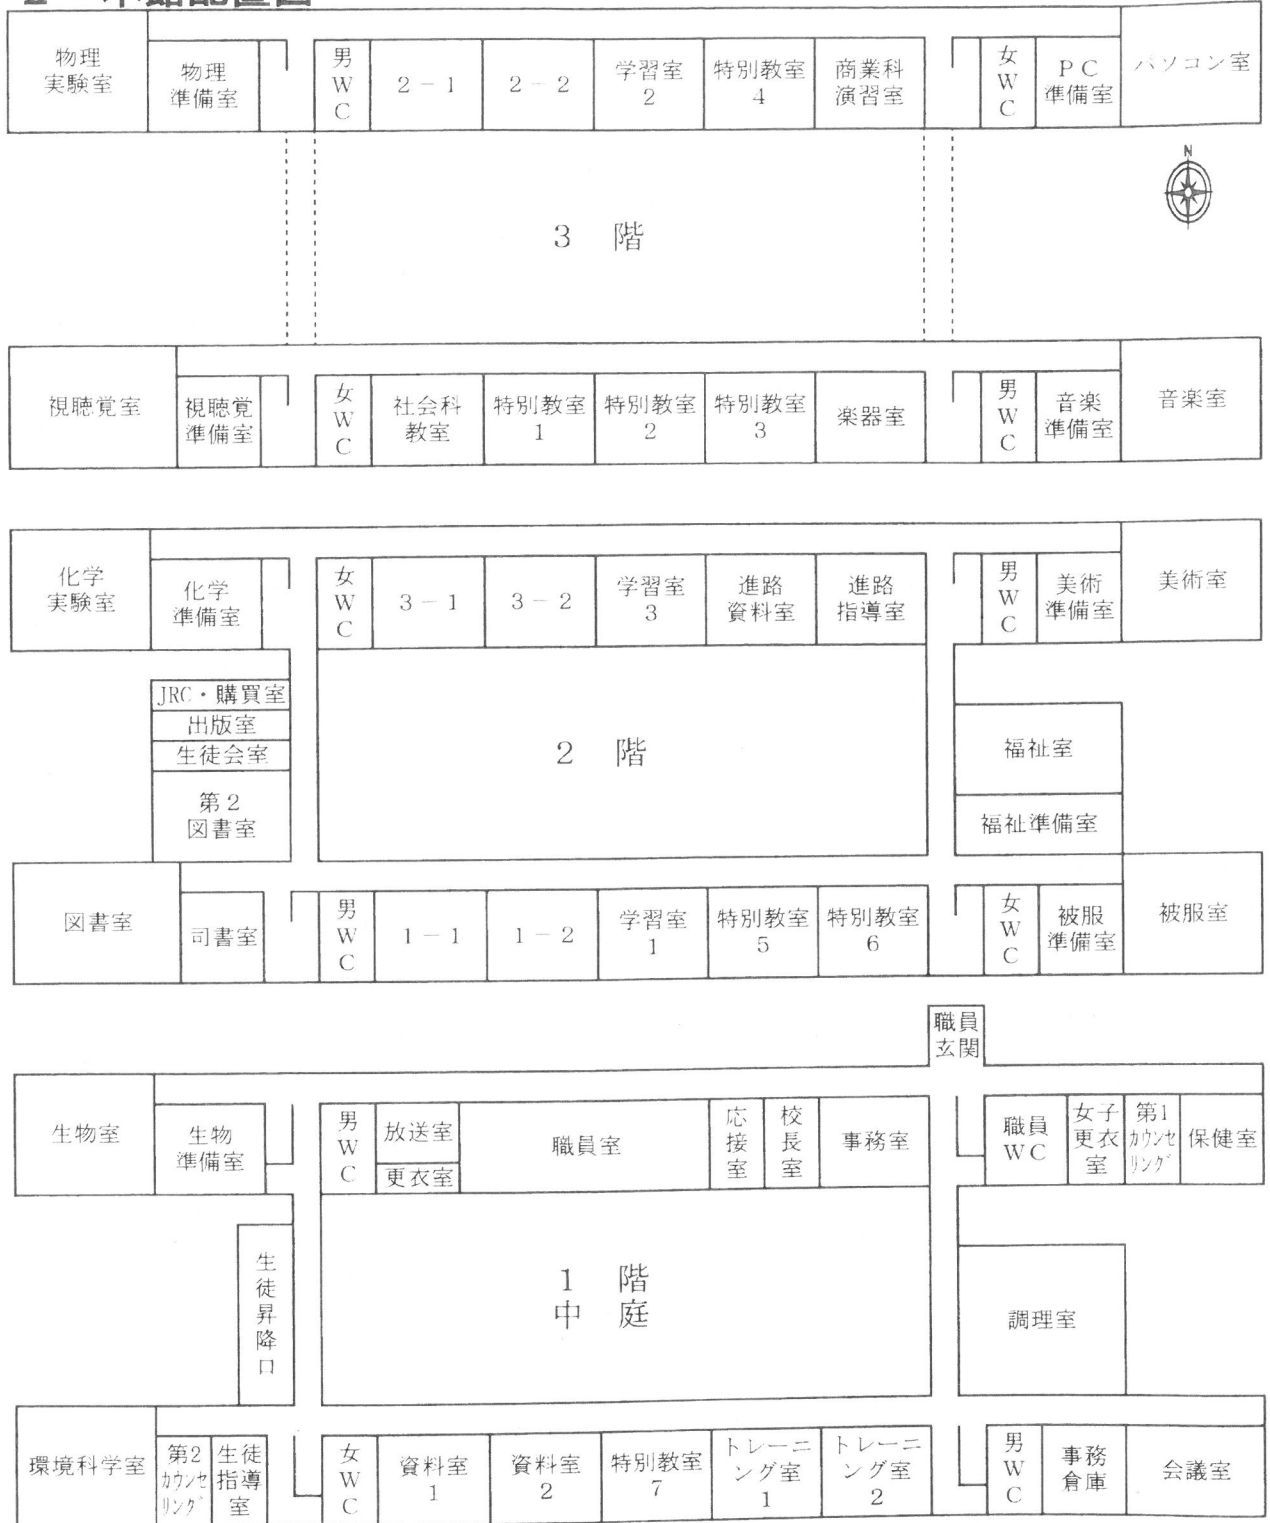 物理
実験室
物理
準備室
男
W
C
2－1
2－2
学習室
2
特別教室
4
商業科
演習室
女
W
C
PC
準備室
パソコン室
N
3 階
視聴覚室
視聴覚
準備室
女
W
C
社会科
教室
特別教室
1
特別教室
2
特別教室
3
楽器室
男
W
C
音楽
準備室
音楽室
化学
実験室
化学
準備室
女
W
C
3－1
3－2
学習室
3
進路
資料室
進路
指導室
男
W
C
美術
準備室
美術室
JRC・購買室
出版室
生徒会室
第2
図書室
2 階
福祉室
福祉準備室
図書室
司書室
男
W
C
1－1
1－2
学習室
1
特別教室
5
特別教室
6
女
W
C
被服
準備室
被服室
職員
玄関
生物室
生物
準備室
男
W
C
放送室
更衣室
職員室
応接室
校長室
事務室
職員
WC
女子
更衣
室
第1
カウンセ
リング
保健室
生徒昇降口
1 階
中 庭
調理室
環境科学室
第2
カウンセ
リング
生徒
指導
室
女
W
C
資料室
1
資料室
2
特別教室
7
トレーニ
ング室
1
トレーニ
ング室
2
男
W
C
事務
倉庫
会議室